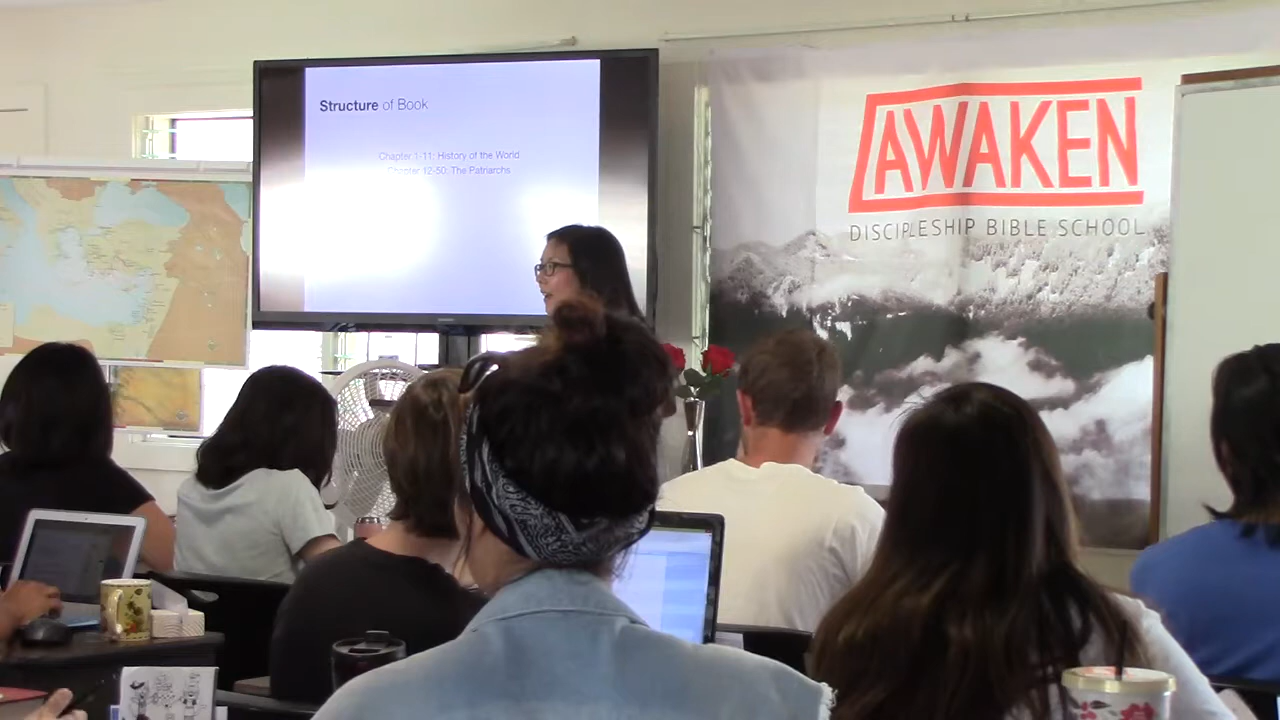 Structure of Book
Chapter 1-11: History of the World
Chapter 12-50: The Patriarchs
AWAKEN
DISCIPLESHIP BIBLE SCHOOL